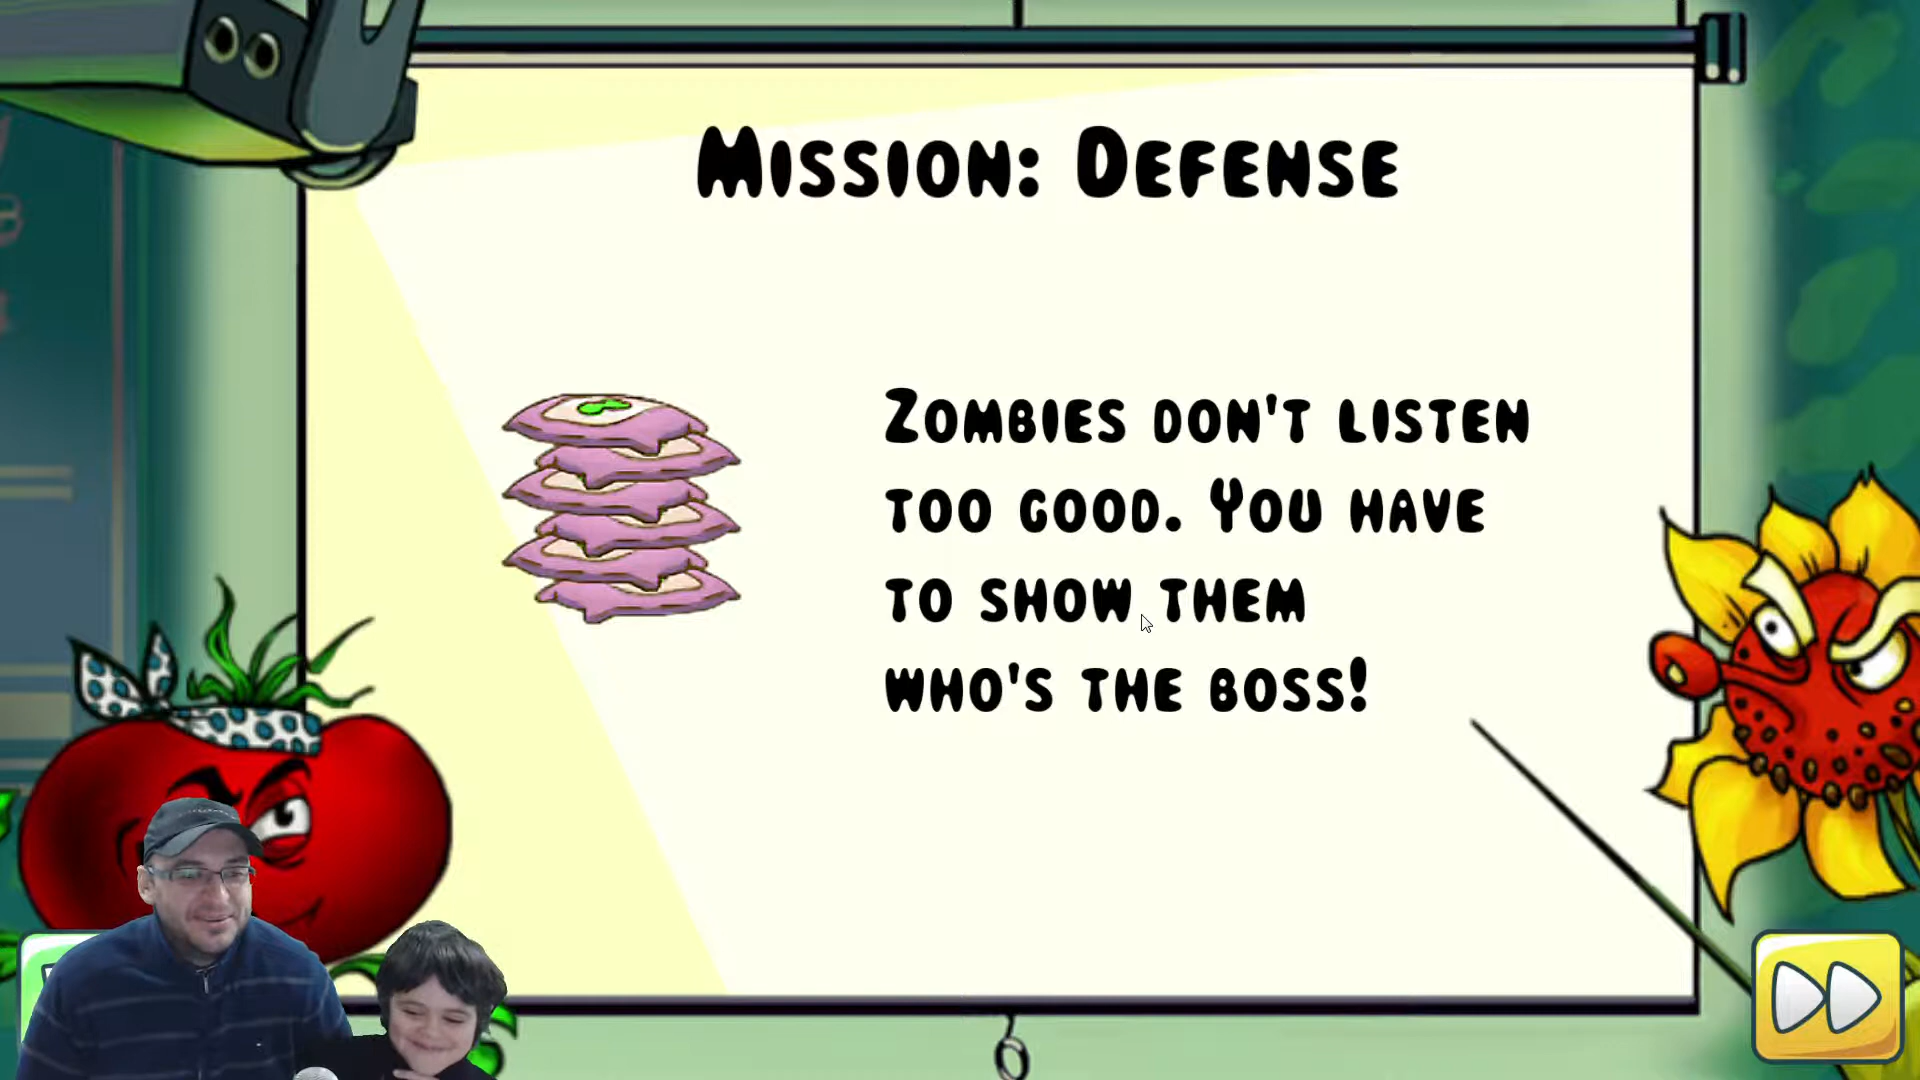 Mission: Defense
Zombies don't listen
too good. You have
to show them
who's the boss!